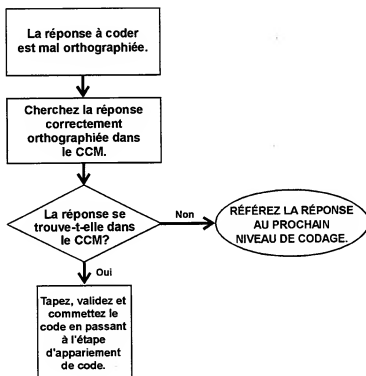 La réponse à coder
est mal orthographiée.
Cherchez la réponse
correctement
orthographiée dans
le CCM.
La réponse se
trouve-t-elle dans
le CCM?
Non
RÉFÉREZ LA RÉPONSE
AU PROCHAIN
NIVEAU DE CODAGE.
Oui
Tapez, validez et
commettez le
code en passant
à l'étape
d'appariement
de code.